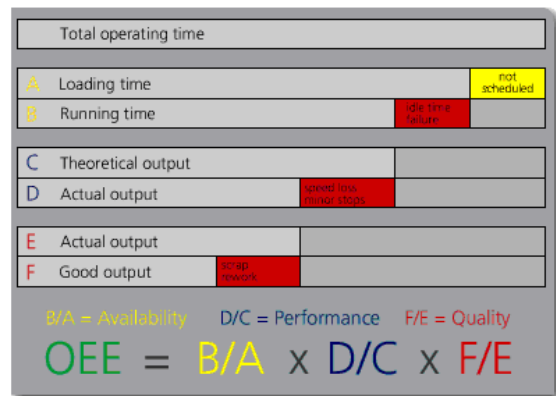 Total operating time
A Loading time
not
scheduled
B Running time
idle time
failure
C Theoretical output
D Actual output
speed loss
minor stops
E Actual output
F Good output
scrap
rework
B/A = Availability D/C = Performance F/E = Quality
OEE = B/A x D/C x F/E